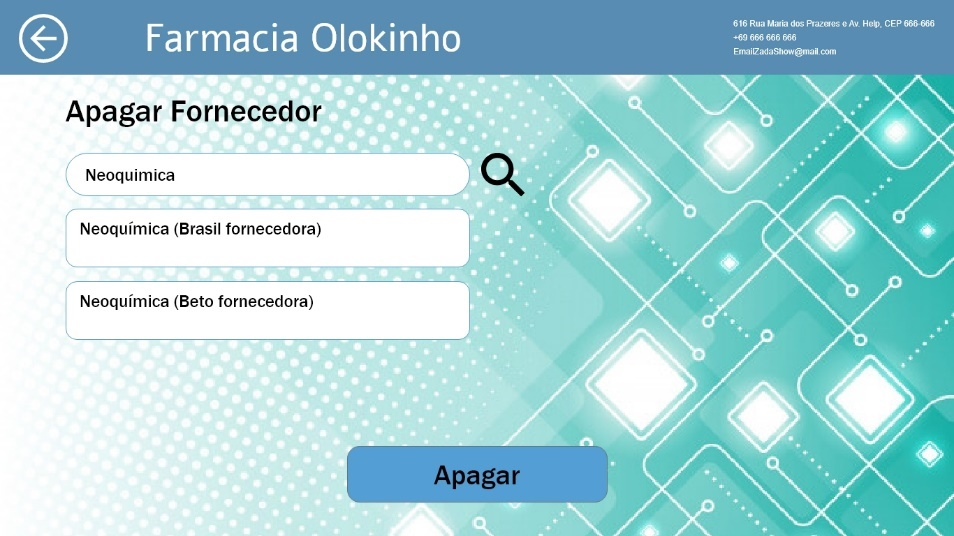 Farmacia Olokinho
616 Rua Maria dos Prazeres e Av. Help, CEP 666-666
+69 666 666 666
EmailZadaShow@mail.com
Apagar Fornecedor
Neoquimica
Neoquímica (Brasil fornecedora)
Neoquímica (Beto fornecedora)
Apagar